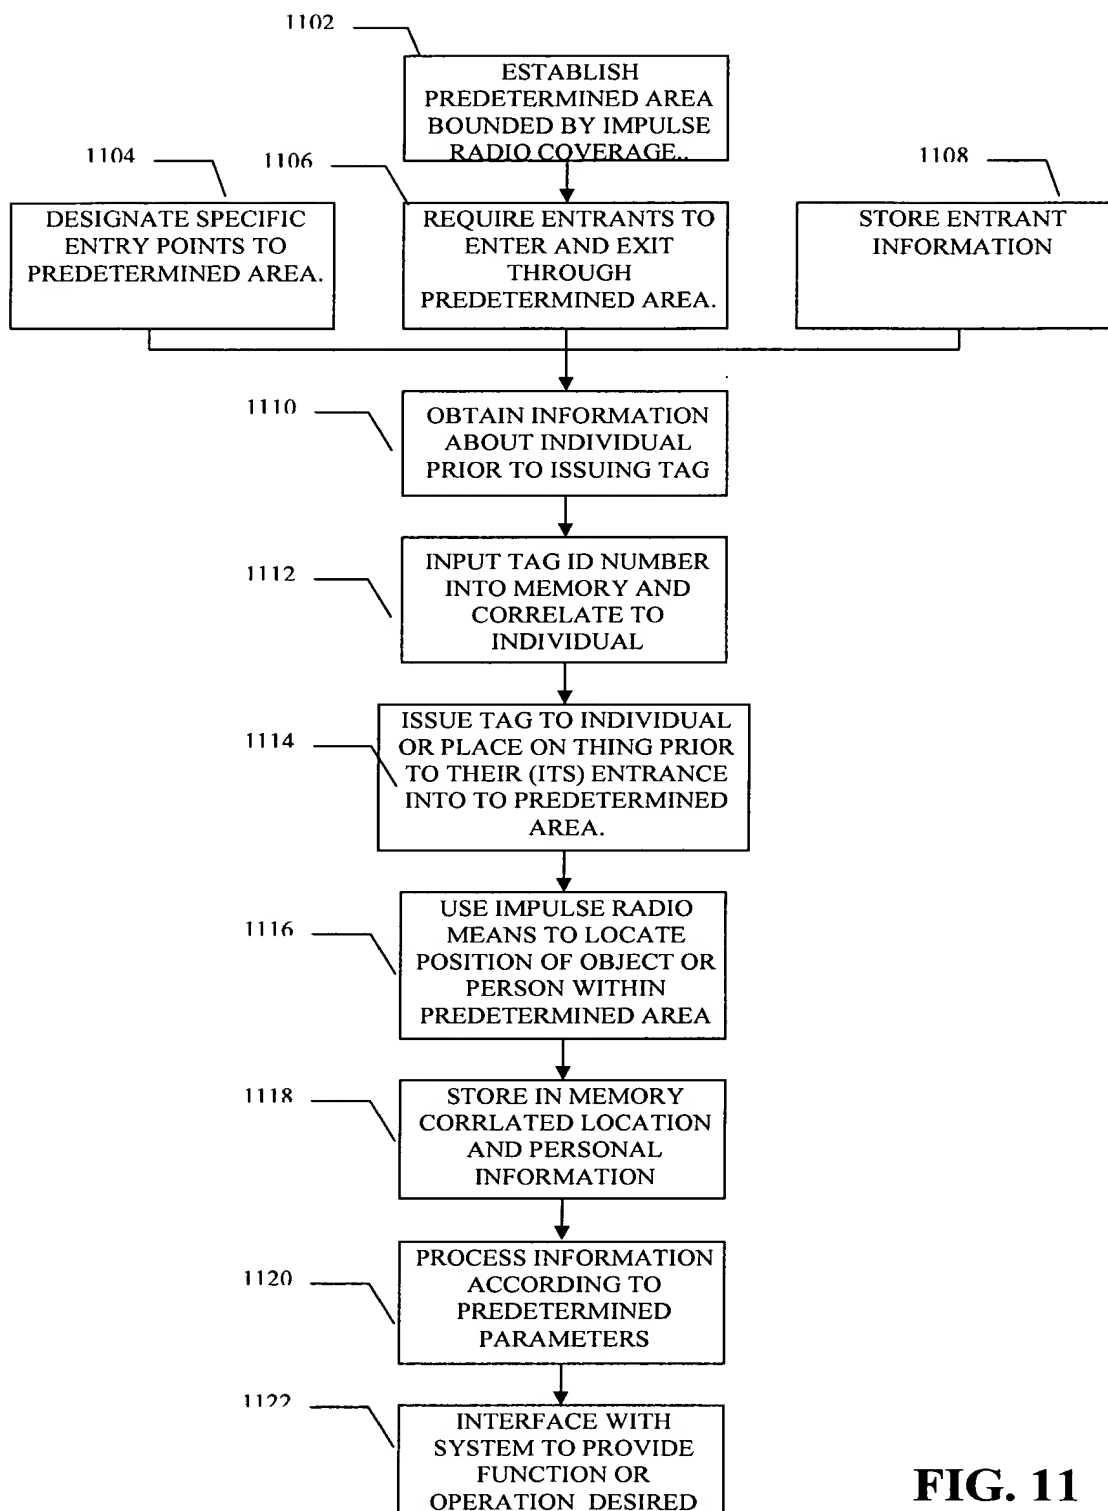 1102
ESTABLISH
PREDETERMINED AREA
BOUNDED BY IMPULSE
RADIO COVERAGE..
1104
DESIGNATE SPECIFIC
ENTRY POINTS TO
PREDETERMINED AREA.
1106
REQUIRE ENTRANTS TO
ENTER AND EXIT
THROUGH
PREDETERMINED AREA.
1108
STORE ENTRANT
INFORMATION
1110
OBTAIN INFORMATION
ABOUT INDIVIDUAL
PRIOR TO ISSUING TAG
1112
INPUT TAG ID NUMBER
INTO MEMORY AND
CORRELATE TO
INDIVIDUAL
1114
ISSUE TAG TO INDIVIDUAL
OR PLACE ON THING PRIOR
TO THEIR (ITS) ENTRANCE
INTO TO PREDETERMINED
AREA.
1116
USE IMPULSE RADIO
MEANS TO LOCATE
POSITION OF OBJECT OR
PERSON WITHIN
PREDETERMINED AREA
1118
STORE IN MEMORY
CORRLATED LOCATION
AND PERSONAL
INFORMATION
1120
PROCESS INFORMATION
ACCORDING TO
PREDETERMINED
PARAMETERS
1122
INTERFACE WITH
SYSTEM TO PROVIDE
FUNCTION OR
OPERATION DESIRED
FIG. 11